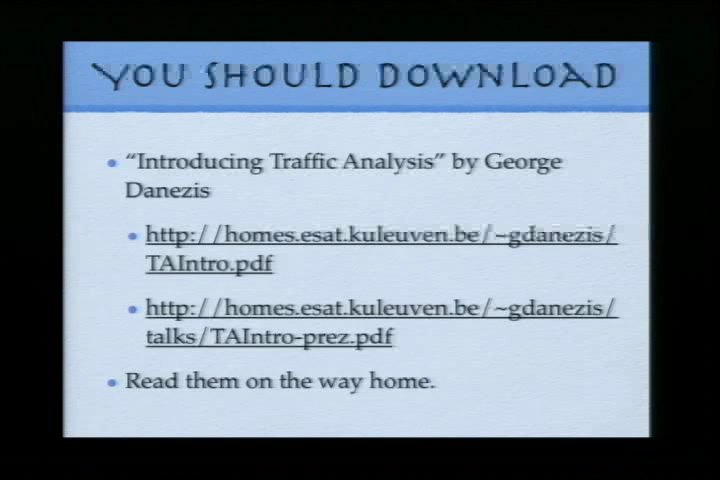 YOU SHOULD DOWNLOAD
• “Introducing Traffic Analysis” by George
Danezis
• http://homes.esat.kuleuven.be/~gdanezis/
TAIntro.pdf
• http://homes.esat.kuleuven.be/~gdanezis/
talks/TAIntro-prez.pdf
• Read them on the way home.